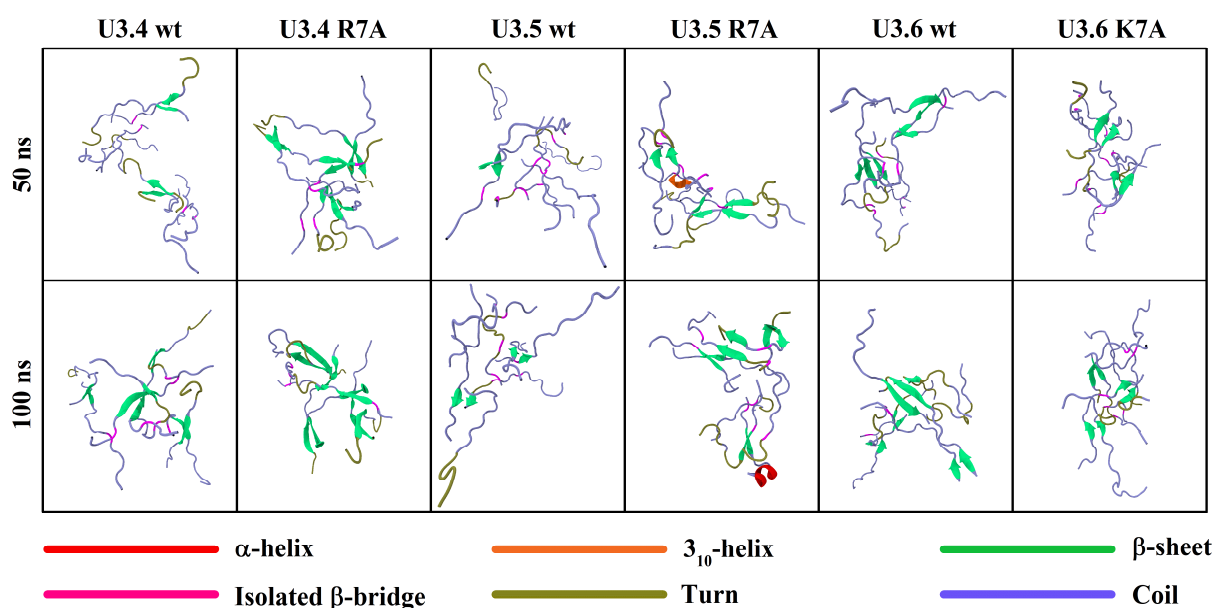 U3.4 wt U3.4 R7A U3.5 wt U3.5 R7A U3.6 wt U3.6 K7A
50 ns
100 ns
α-helix 3₁₀-helix β-sheet
Isolated β-bridge Turn Coil